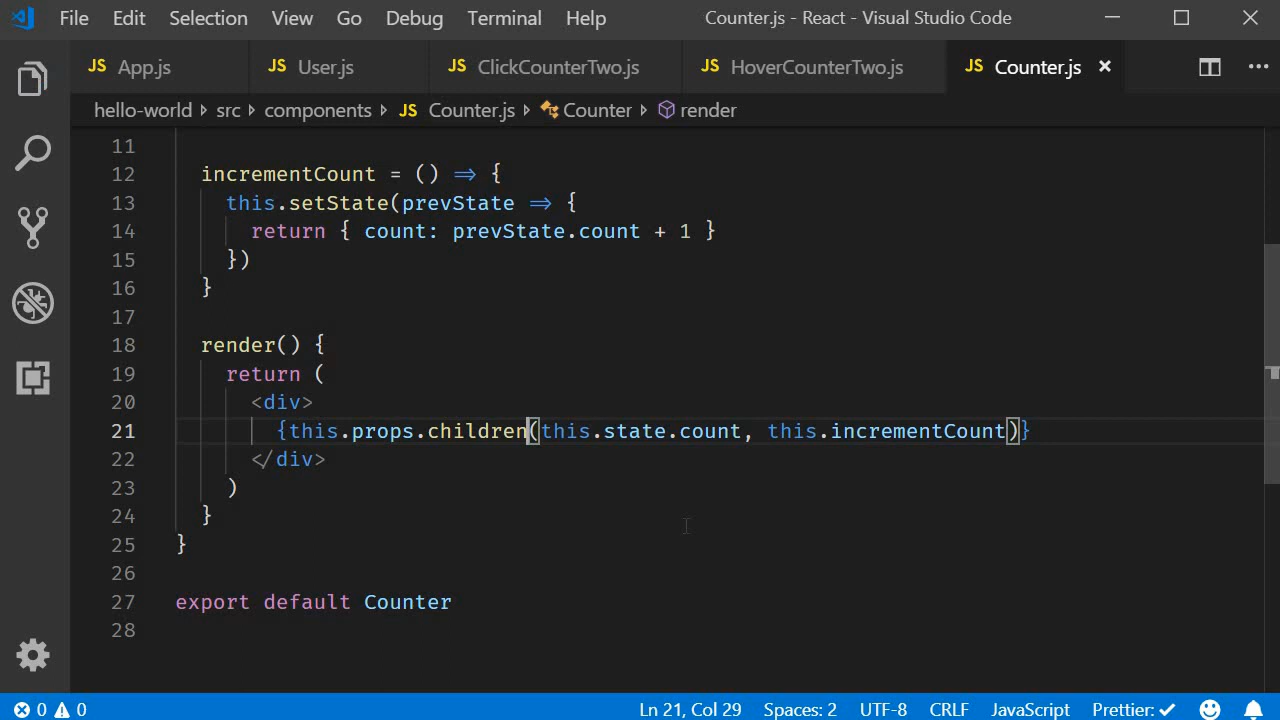 File Edit Selection View Go Debug Terminal Help Counter.js - React - Visual Studio Code
JS App.js JS User.js JS ClickCounterTwo.js JS HoverCounterTwo.js JS Counter.js
hello-world > src > components > JS Counter.js > Counter > render
11
12 incrementCount = () => {
13 this.setState(prevState => {
14 return { count: prevState.count + 1 }
15 })
16 }
17
18 render() {
19 return (
20 <div>
21 {this.props.children(this.state.count, this.incrementCount)}
22 </div>
23 )
24 }
25 }
26
27 export default Counter
28
0 0 Ln 21, Col 29 Spaces: 2 UTF-8 CRLF JavaScript Prettier: ✓